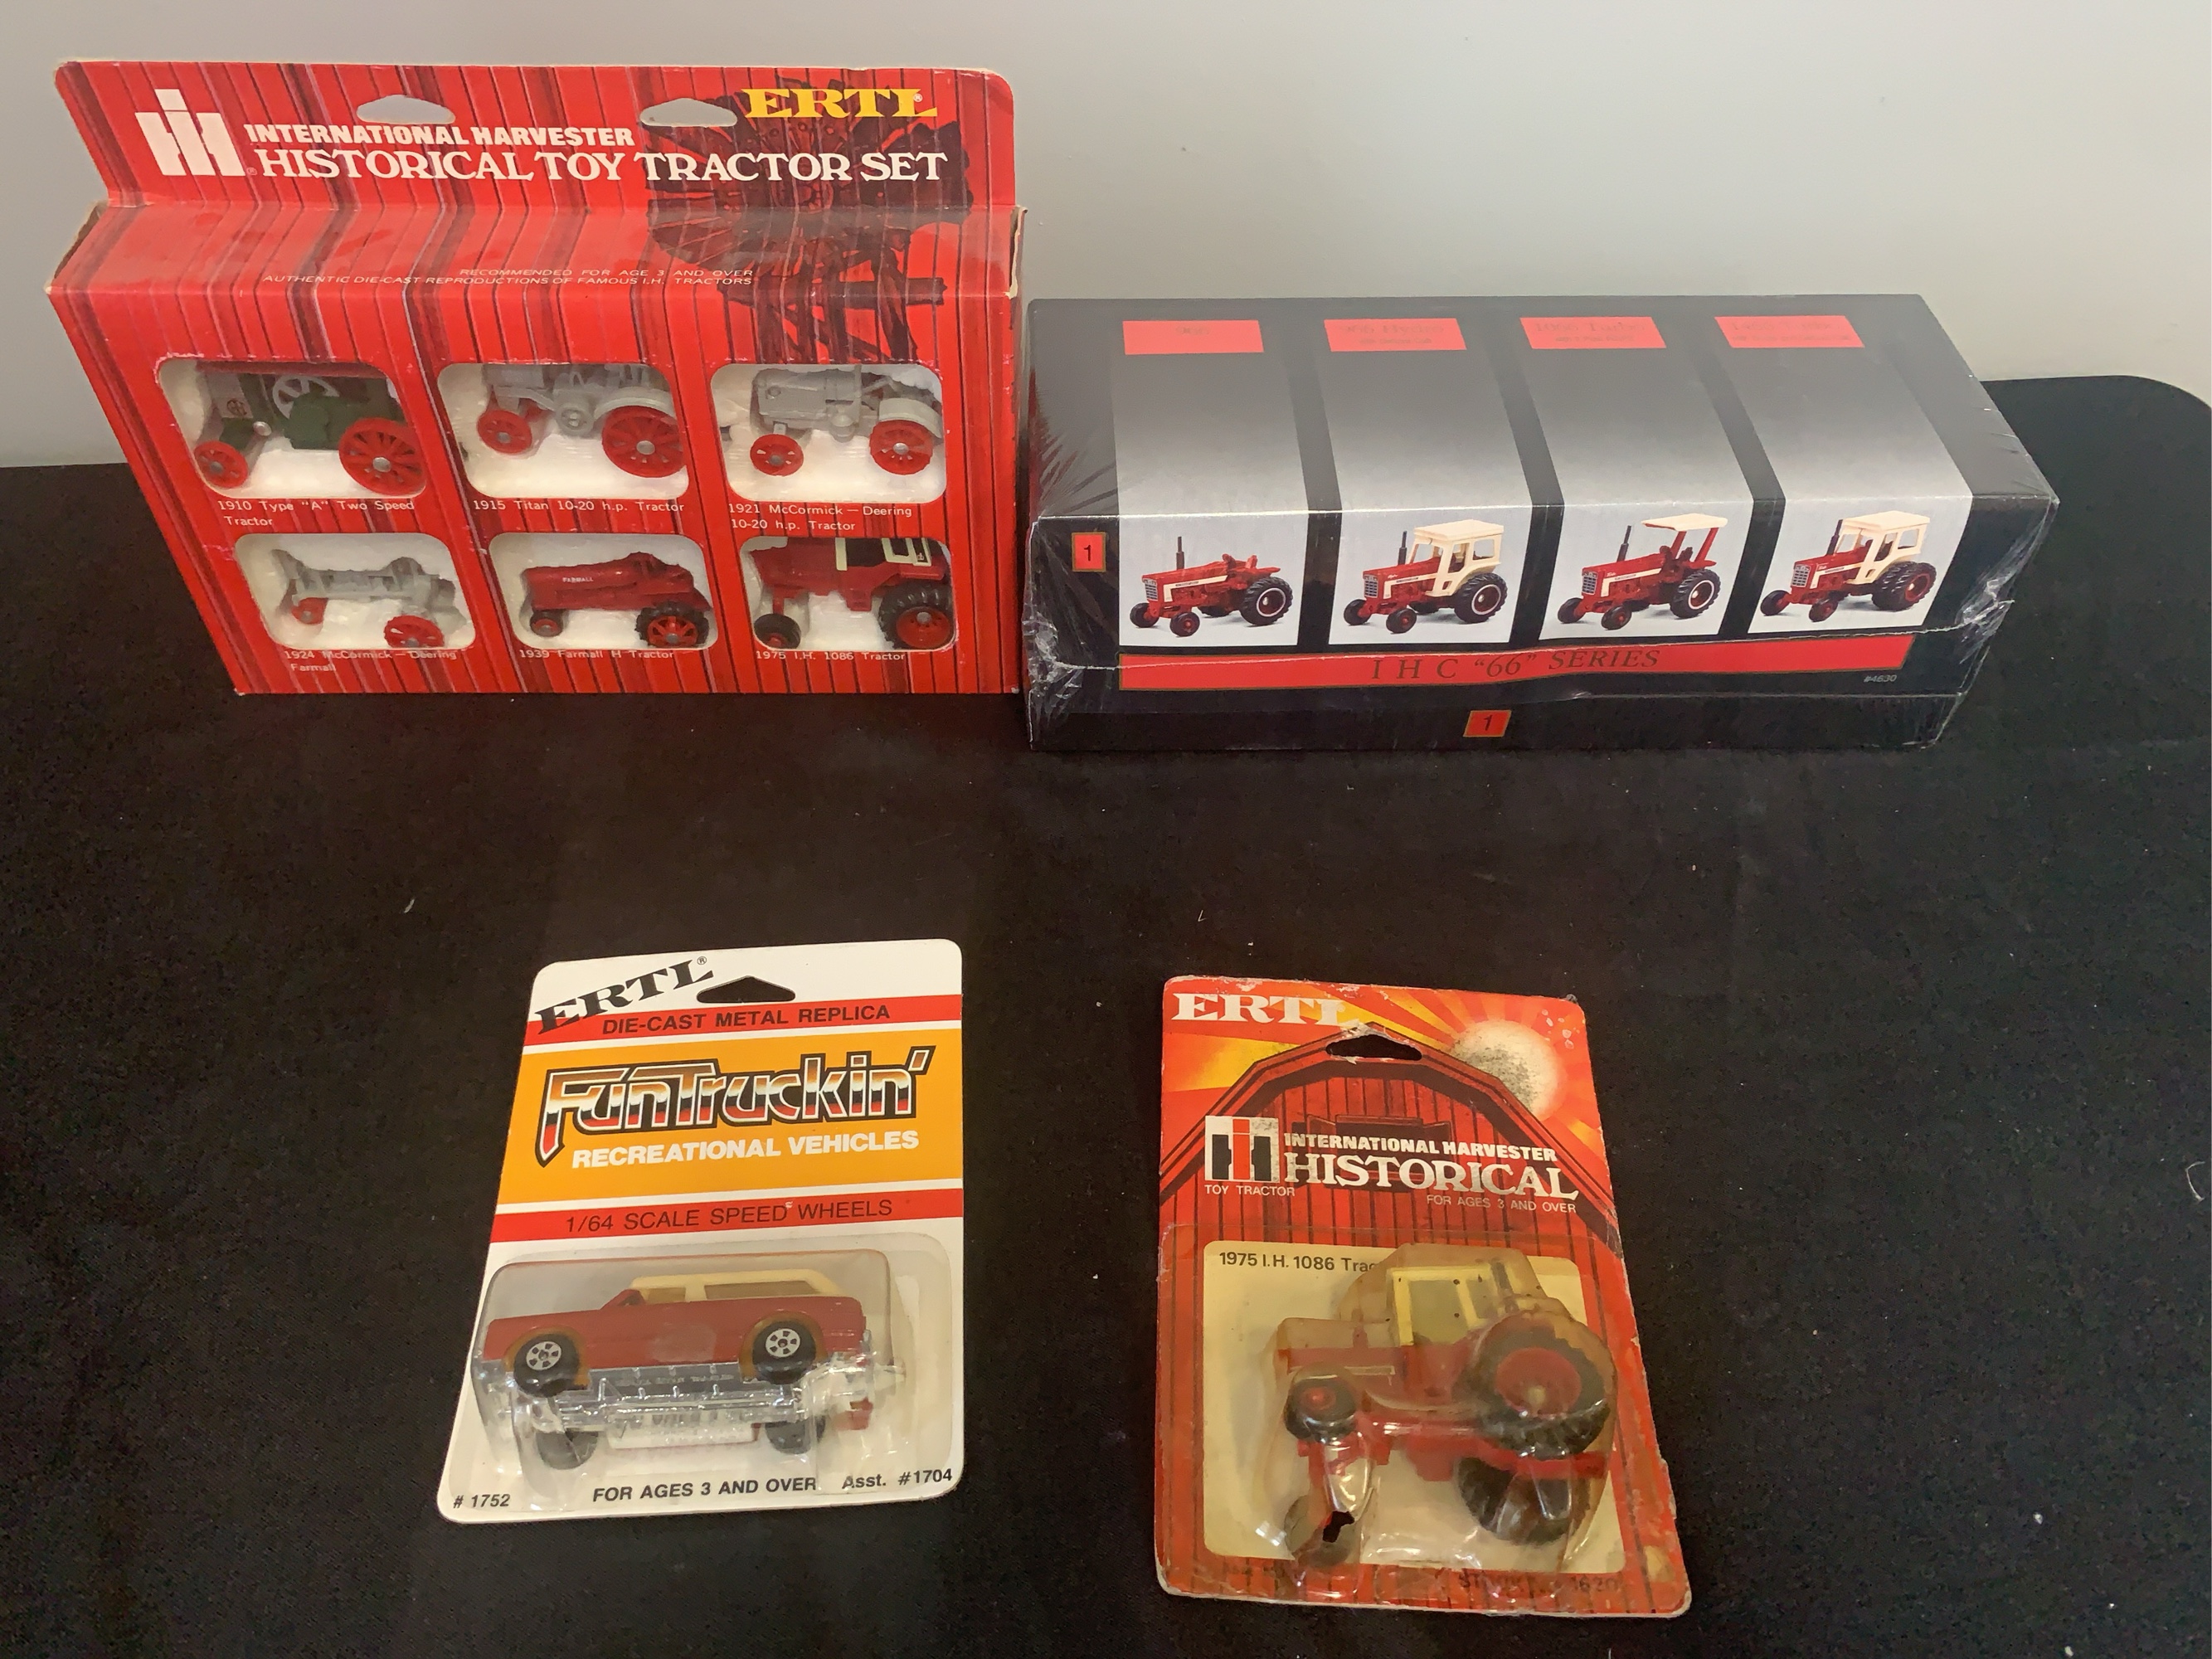 ERTL®
INTERNATIONAL HARVESTER
HISTORICAL TOY TRACTOR SET
RECOMMENDED FOR AGE 3 AND OVER
AUTHENTIC DIE-CAST REPRODUCTIONS OF FAMOUS I.H. TRACTORS
1910 Type "A" Two Speed
Tractor
1915 Titan 10-20 h.p. Tractor
1921 McCormick — Deering
10-20 h.p. Tractor
FARMALL
1924 McCormick — Deering
Farmall
1939 Farmall H Tractor
1975 I.H. 1086 Tractor
1
IHC "66" SERIES
#4630
1
ERTL®
DIE-CAST METAL REPLICA
FunTruckin'
RECREATIONAL VEHICLES
1/64 SCALE SPEED WHEELS
# 1752
FOR AGES 3 AND OVER
Asst. #1704
ERTL
INTERNATIONAL HARVESTER
HISTORICAL
TOY TRACTOR
FOR AGES 3 AND OVER
1975 I.H. 1086 Trac